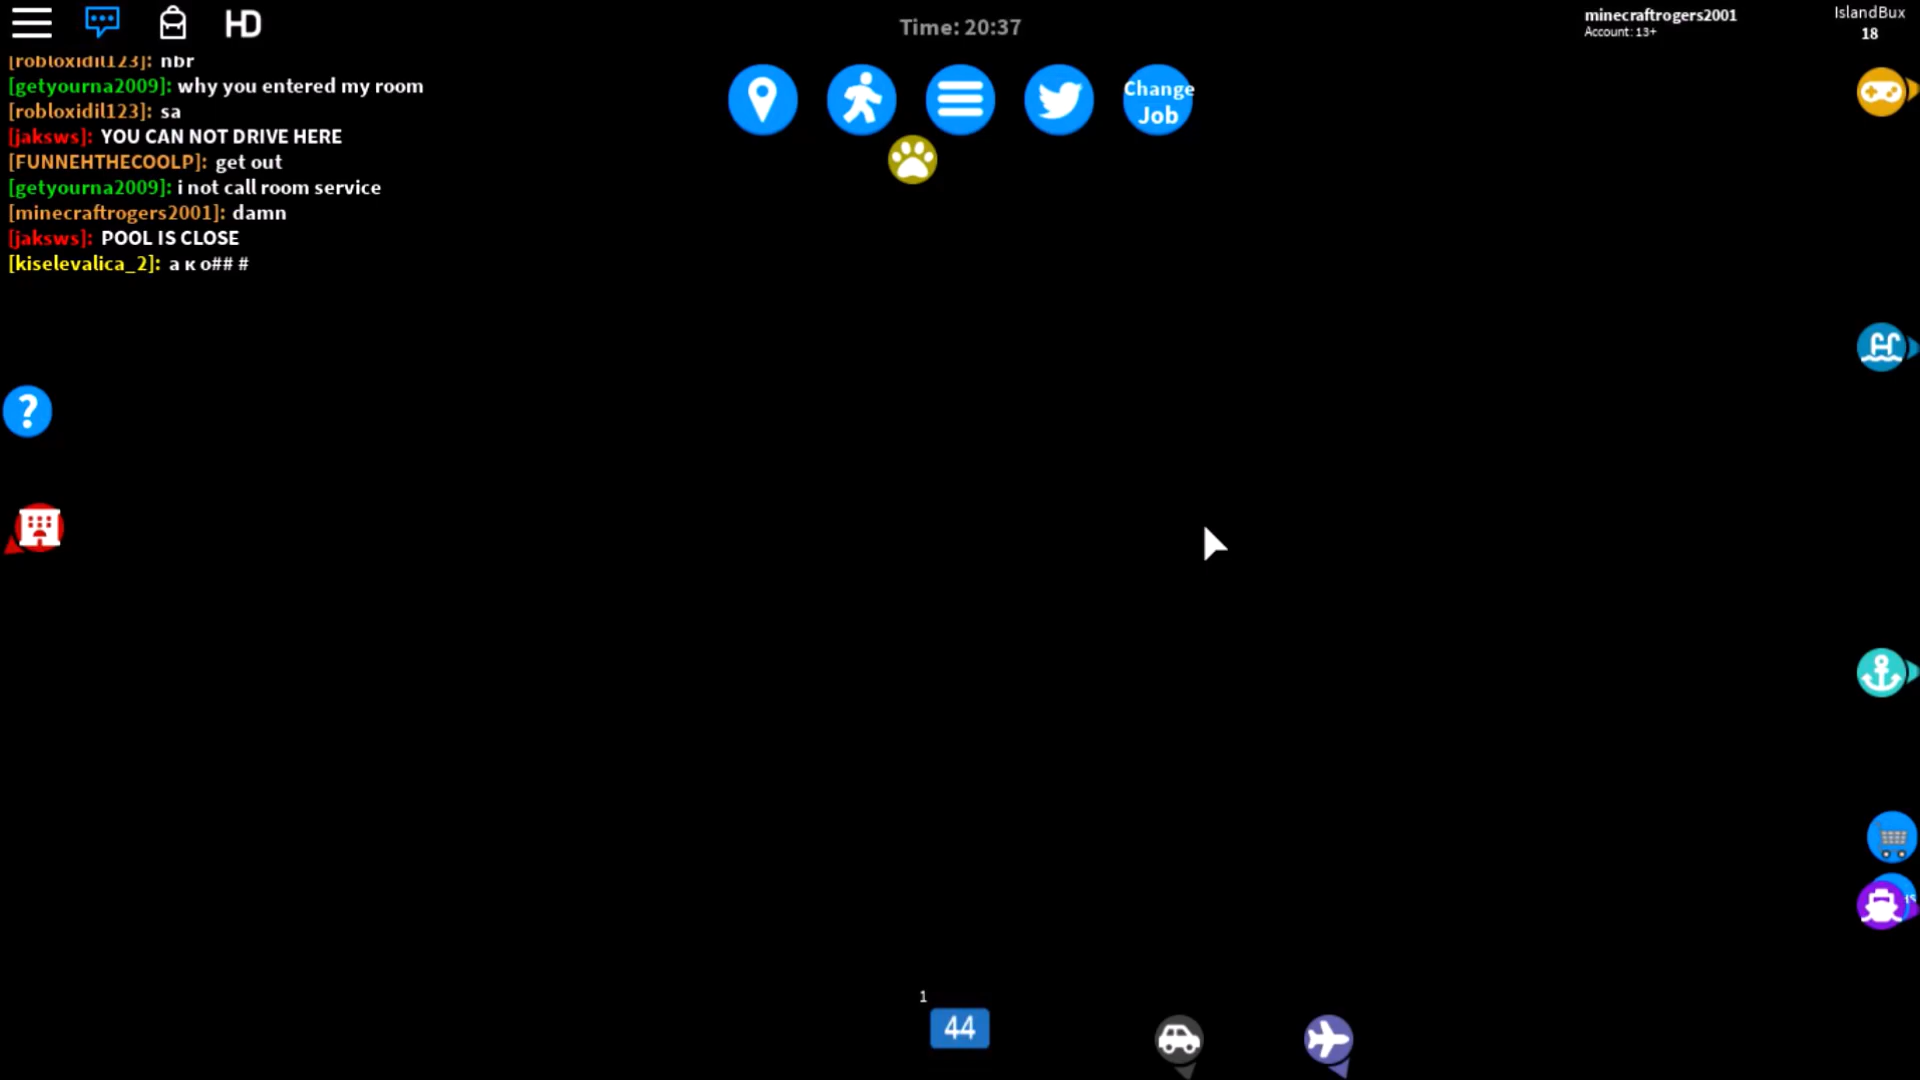 HD
Time: 20:37
minecraftrogers2001
Account: 13+
IslandBux
18
[robloxidil123]: nbr
[getyourna2009]: why you entered my room
[robloxidil123]: sa
[jaksws]: YOU CAN NOT DRIVE HERE
[FUNNEHTHECOOLP]: get out
[getyourna2009]: i not call room service
[minecraftrogers2001]: damn
[jaksws]: POOL IS CLOSE
[kiselevalica_2]: а к о## #
Change
Job
?
1
44